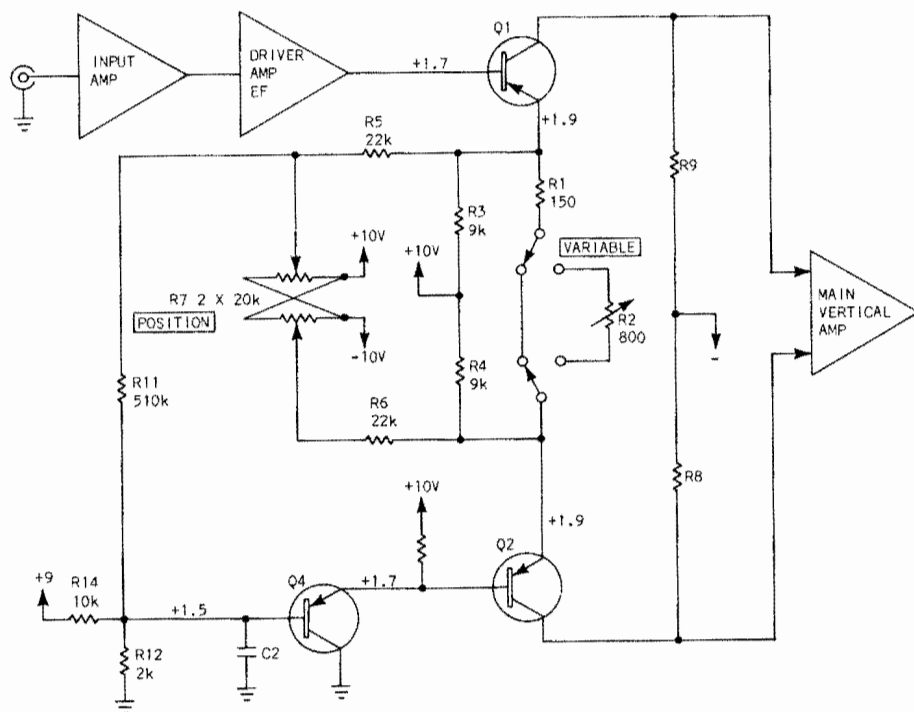 INPUT
AMP
DRIVER
AMP
EF
+1.7
Q1
+1.9
R5
22k
R9
R3
9k
R1
150
+10V
+10V
VARIABLE
R7 2 X 20k
POSITION
-10V
R2
800
MAIN
VERTICAL
AMP
R11
510k
R4
9k
R6
22k
R8
+10V
+1.9
Q2
Q4
+1.7
+9
R14
10k
+1.5
R12
2k
C2